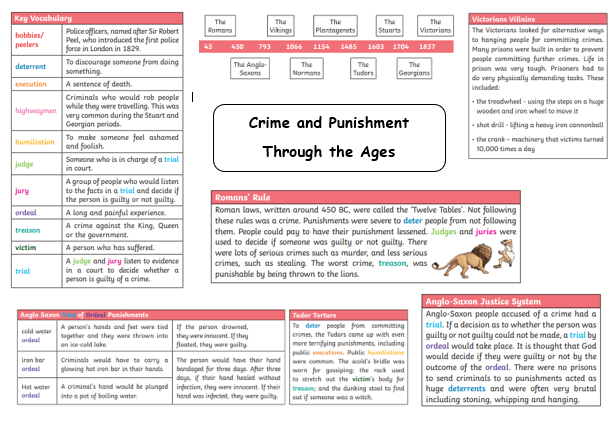 Key Vocabulary
bobbies/
peelers
Police officers, named after Sir Robert
Peel, who introduced the first police
force in London in 1829.
deterrent
To discourage someone from doing
something.
execution
A sentence of death.
highwaymen
Criminals who would rob people
while they were travelling. This was
very common during the Stuart and
Georgian periods.
humiliation
To make someone feel ashamed
and foolish.
judge
Someone who is in charge of a trial
in court.
jury
A group of people who would listen
to the facts in a trial and decide if
the person is guilty or not guilty.
ordeal
A long and painful experience.
treason
A crime against the King, Queen
or the government.
victim
A person who has suffered.
trial
A judge and jury listen to evidence
in a court to decide whether a
person is guilty of a crime.
The Romans
The Vikings
The Plantagenets
The Stuarts
The Victorians
43 450 793 1066 1154 1485 1603 1704 1837
The Anglo-Saxons
The Normans
The Tudors
The Georgians
Crime and Punishment
Through the Ages
Victorians Villains
The Victorians looked for alternative ways
to hanging people for committing crimes.
Many prisons were built in order to prevent
people committing further crimes. Life in
prison was very tough. Prisoners had to
do very physically demanding tasks. These
included:
• the treadwheel - using the steps on a huge
wooden and iron wheel to move it
• shot drill - lifting a heavy iron cannonball
• the crank – machinery that victims turned
10,000 times a day
Romans' Rule
Roman laws, written around 450 BC, were called the 'Twelve Tables'. Not following
these rules was a crime. Punishments were severe to deter people from not following
them. People could pay to have their punishment lessened. Judges and juries were
used to decide if someone was guilty or not guilty. There
were lots of serious crimes such as murder, and less serious
crimes, such as stealing. The worst crime, treason, was
punishable by being thrown to the lions.
Anglo Saxon Trial of Ordeal Punishments
cold water
ordeal
A person's hands and feet were tied
together and they were thrown into
an ice-cold lake.
If the person drowned,
they were innocent. If they
floated, they were guilty.
iron bar
ordeal
Criminals would have to carry a
glowing hot iron bar in their hands.
The person would have their hand
bandaged for three days. After three
days, if their hand healed without
infection, they were innocent. If their
hand was infected, they were guilty.
Hot water
ordeal
A criminal's hand would be plunged
into a pot of boiling water.
Tudor Torture
To deter people from committing
crimes, the Tudors came up with even
more terrifying punishments, including
public executions. Public humiliations
were common. The scold's bridle was
worn for gossiping; the rack used
to stretch out the victim's body for
treason; and the dunking stool to find
out if someone was a witch.
Anglo-Saxon Justice System
Anglo-Saxon people accused of a crime had a
trial. If a decision as to whether the person was
guilty or not guilty could not be made, a trial by
ordeal would take place. It is thought that God
would decide if they were guilty or not by the
outcome of the ordeal. There were no prisons
to send criminals to so punishments acted as
huge deterrents and were often very brutal
including stoning, whipping and hanging.